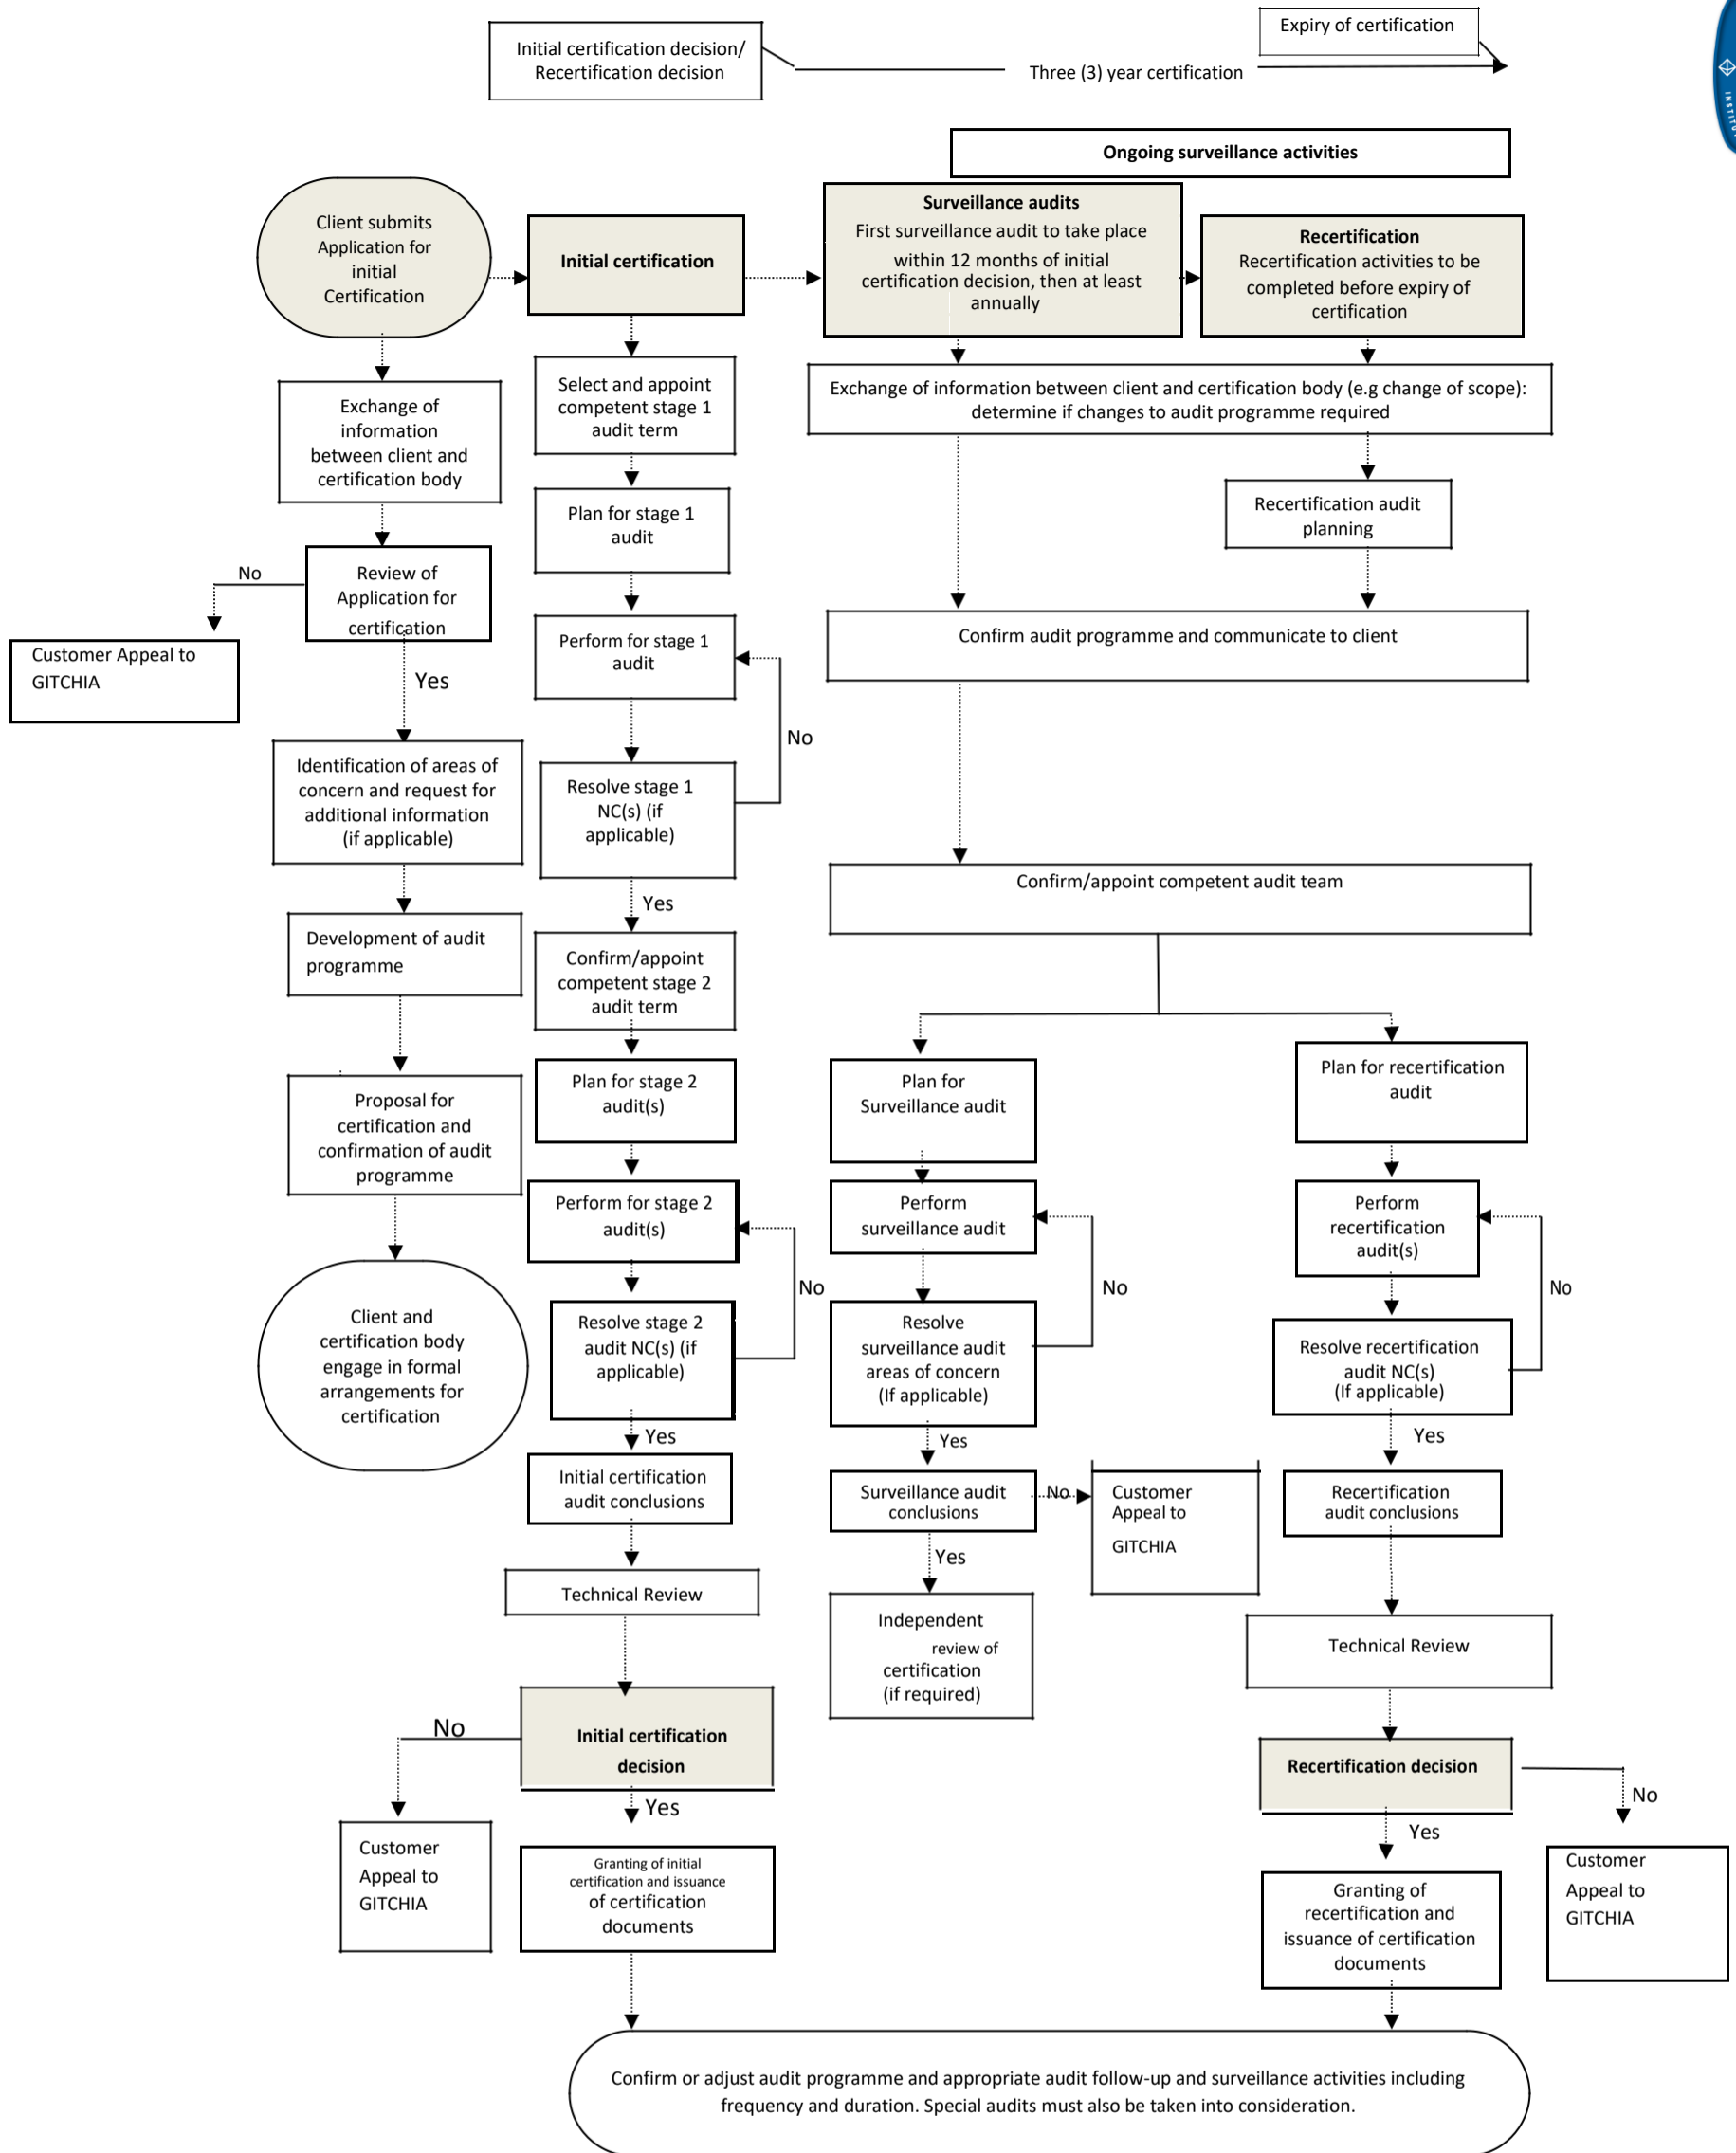 Initial certification decision/
Recertification decision
Three (3) year certification
Expiry of certification
Ongoing surveillance activities
Client submits
Application for
initial
Certification
Initial certification
Surveillance audits
First surveillance audit to take place
within 12 months of initial
certification decision, then at least
annually
Recertification
Recertification activities to be
completed before expiry of
certification
Exchange of
information
between client and
certification body
No
Review of
Application for
certification
Customer Appeal to
GITCHIA
Yes
Identification of areas of
concern and request for
additional information
(if applicable)
Development of audit
programme
Proposal for
certification and
confirmation of audit
programme
Client and
certification body
engage in formal
arrangements for
certification
Select and appoint
competent stage 1
audit term
Plan for stage 1
audit
Perform for stage 1
audit
No
Resolve stage 1
NC(s) (if
applicable)
Yes
Confirm/appoint
competent stage 2
audit term
Plan for stage 2
audit(s)
Perform for stage 2
audit(s)
No
Resolve stage 2
audit NC(s) (if
applicable)
Yes
Initial certification
audit conclusions
Technical Review
Initial certification
decision
No
Customer
Appeal to
GITCHIA
Yes
Granting of initial
certification and issuance
of certification
documents
Exchange of information between client and certification body (e.g change of scope):
determine if changes to audit programme required
Recertification audit
planning
Confirm audit programme and communicate to client
Confirm/appoint competent audit team
Plan for
Surveillance audit
Perform
surveillance audit
No
Resolve
surveillance audit
areas of concern
(If applicable)
Yes
Surveillance audit
conclusions
No
Customer
Appeal to
GITCHIA
Yes
Independent
review of
certification
(if required)
Plan for recertification
audit
Perform
recertification
audit(s)
No
Resolve recertification
audit NC(s)
(If applicable)
Yes
Recertification
audit conclusions
Technical Review
Recertification decision
No
Customer
Appeal to
GITCHIA
Yes
Granting of
recertification and
issuance of certification
documents
Confirm or adjust audit programme and appropriate audit follow-up and surveillance activities including
frequency and duration. Special audits must also be taken into consideration.